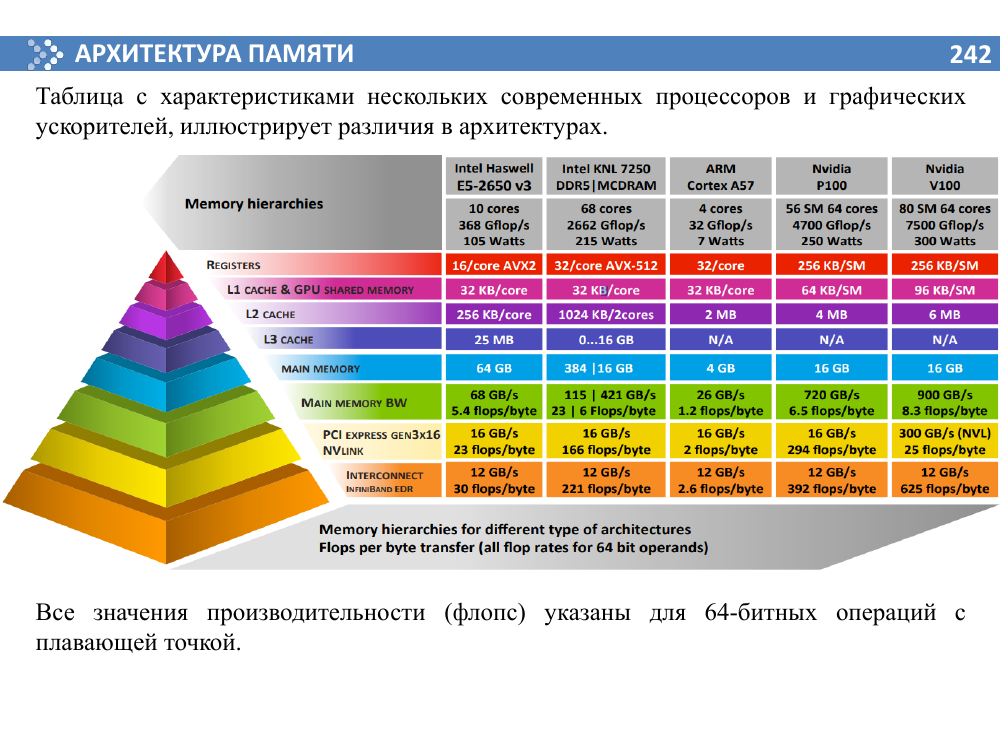 АРХИТЕКТУРА ПАМЯТИ 242
Таблица с характеристиками нескольких современных процессоров и графических
ускорителей, иллюстрирует различия в архитектурах.
Memory hierarchies
Intel Haswell
E5-2650 v3
Intel KNL 7250
DDR5|MCDRAM
ARM
Cortex A57
Nvidia
P100
Nvidia
V100
10 cores
368 Gflop/s
105 Watts
68 cores
2662 Gflop/s
215 Watts
4 cores
32 Gflop/s
7 Watts
56 SM 64 cores
4700 Gflop/s
250 Watts
80 SM 64 cores
7500 Gflop/s
300 Watts
REGISTERS 16/core AVX2 32/core AVX-512 32/core 256 KB/SM 256 KB/SM
L1 CACHE & GPU SHARED MEMORY 32 KB/core 32 KB/core 32 KB/core 64 KB/SM 96 KB/SM
L2 CACHE 256 KB/core 1024 KB/2cores 2 MB 4 MB 6 MB
L3 CACHE 25 MB 0...16 GB N/A N/A N/A
MAIN MEMORY 64 GB 384 |16 GB 4 GB 16 GB 16 GB
MAIN MEMORY BW
68 GB/s
5.4 flops/byte
115 | 421 GB/s
23 | 6 Flops/byte
26 GB/s
1.2 flops/byte
720 GB/s
6.5 flops/byte
900 GB/s
8.3 flops/byte
PCI EXPRESS GEN3X16
NVLINK
16 GB/s
23 flops/byte
16 GB/s
166 flops/byte
16 GB/s
2 flops/byte
16 GB/s
294 flops/byte
300 GB/s (NVL)
25 flops/byte
INTERCONNECT
INFINIBAND EDR
12 GB/s
30 flops/byte
12 GB/s
221 flops/byte
12 GB/s
2.6 flops/byte
12 GB/s
392 flops/byte
12 GB/s
625 flops/byte
Memory hierarchies for different type of architectures
Flops per byte transfer (all flop rates for 64 bit operands)
Все значения производительности (флопс) указаны для 64-битных операций с
плавающей точкой.